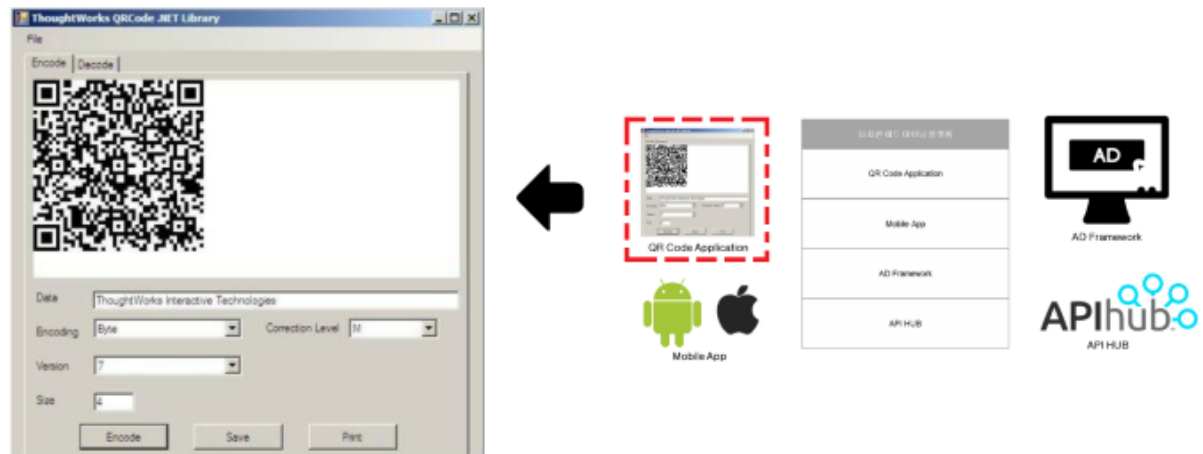 ThoughtWorks QRCode .NET Library
File
Encode Decode
Data ThoughtWorks Interactive Technologies
Encoding Byte Correction Level M
Version 7
Size 4
Encode Save Print
QR Code Application
Mobile App
QR Code Application
Mobile App
AD Framework
API HUB
AD
AD Framework
APIhub
API HUB